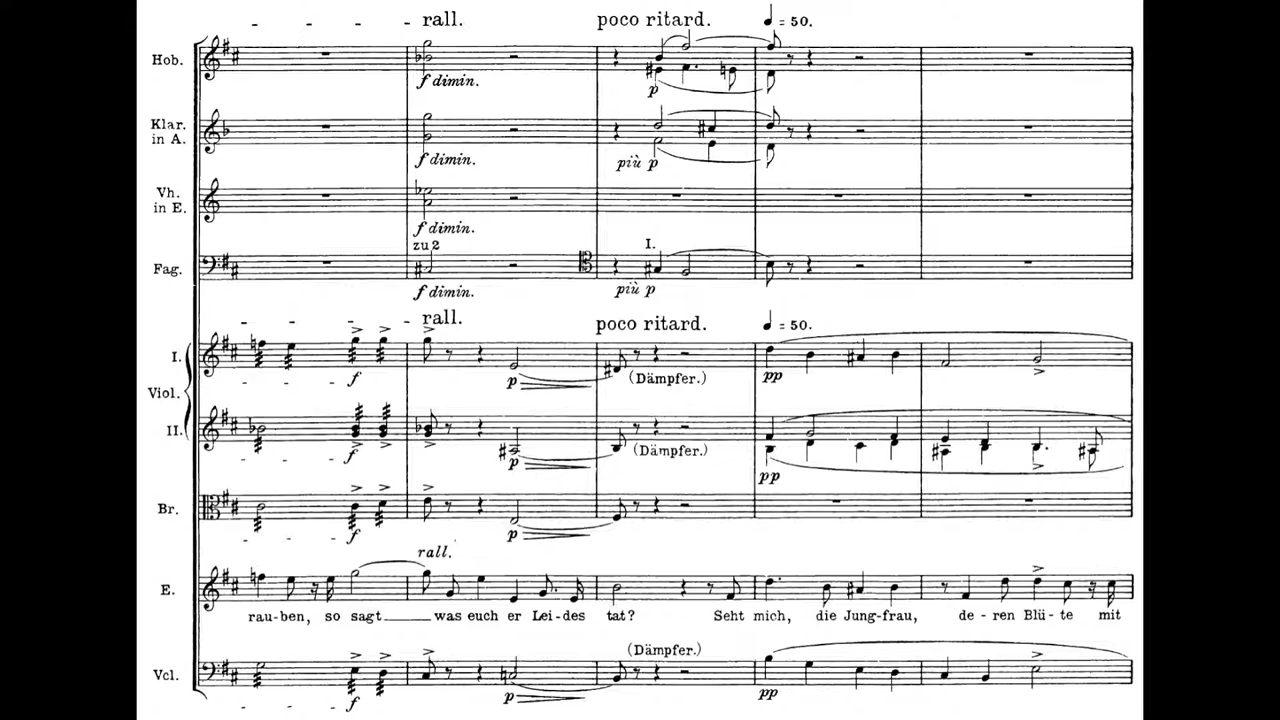 rall. poco ritard. = 50.
Hob.
f dimin.
p
Klar.
in A.
f dimin. più p
Vh.
in E.
f dimin.
zu 2 I.
Fag.
f dimin. più p
rall. poco ritard. = 50.
I.
f p (Dämpfer.) pp
Viol.
II.
f p (Dämpfer.) pp
Br.
f p
rall.
E.
rau-ben, so sagt was euch er Lei-des tat? Seht mich, die Jung-frau, de - ren Blü - te mit
(Dämpfer.)
Vcl.
f p pp